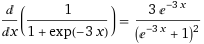 d/dx(1/(1+exp(-3 x))) = 3 e^(-3 x)/(e^(-3 x)+1)^2